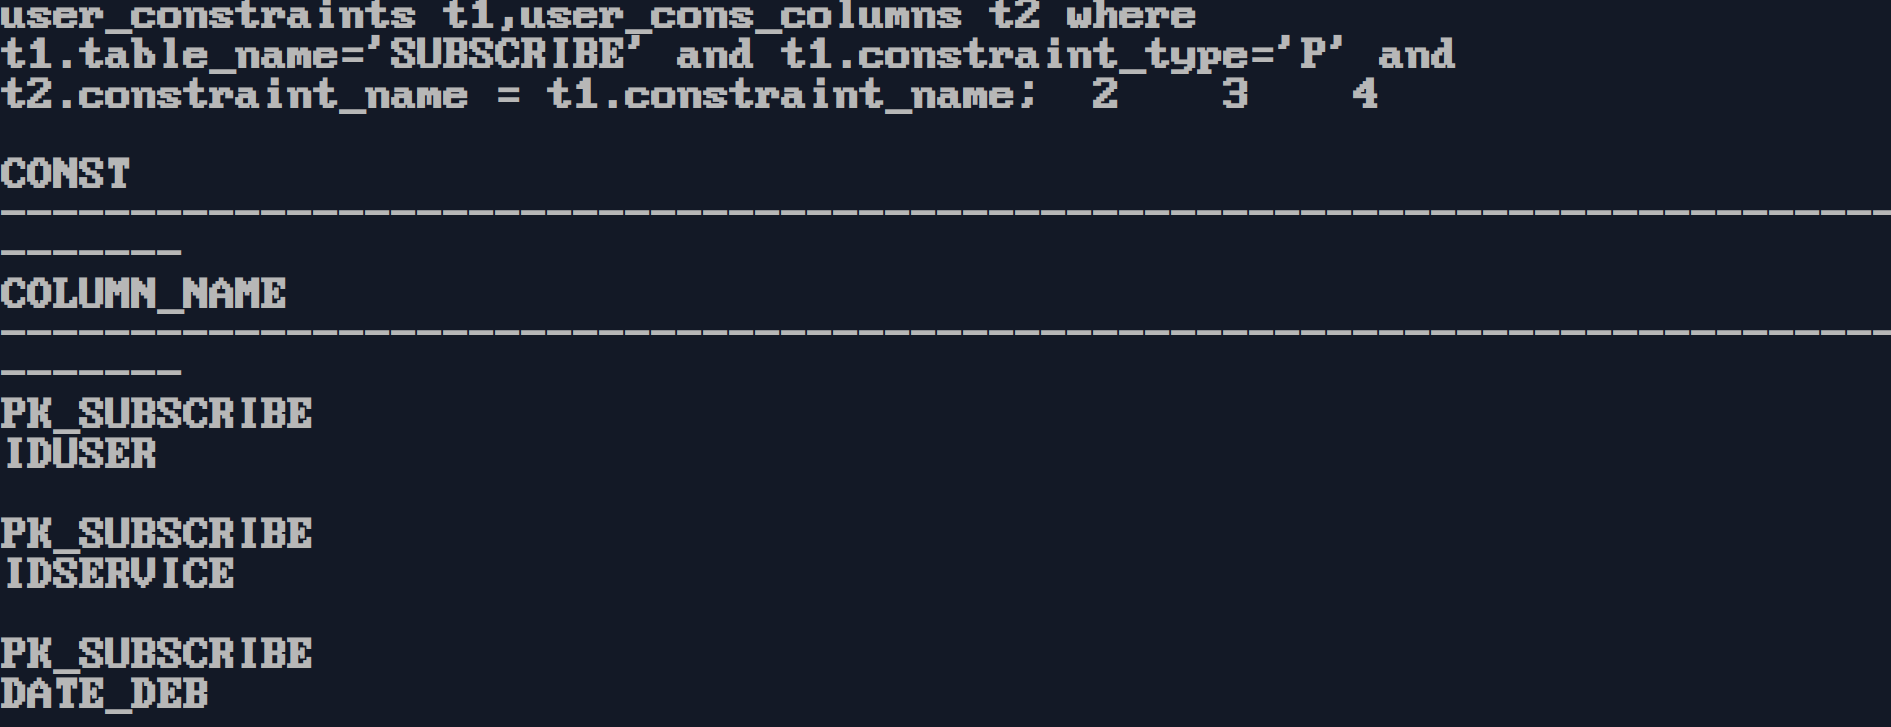 user_constraints t1,user_cons_columns t2 where
t1.table_name='SUBSCRIBE' and t1.constraint_type='P' and
t2.constraint_name = t1.constraint_name;  2    3    4
CONST
-------------------------------------------------------------------------
-------
COLUMN_NAME
-------------------------------------------------------------------------
-------
PK_SUBSCRIBE
IDUSER
PK_SUBSCRIBE
IDSERVICE
PK_SUBSCRIBE
DATE_DEB